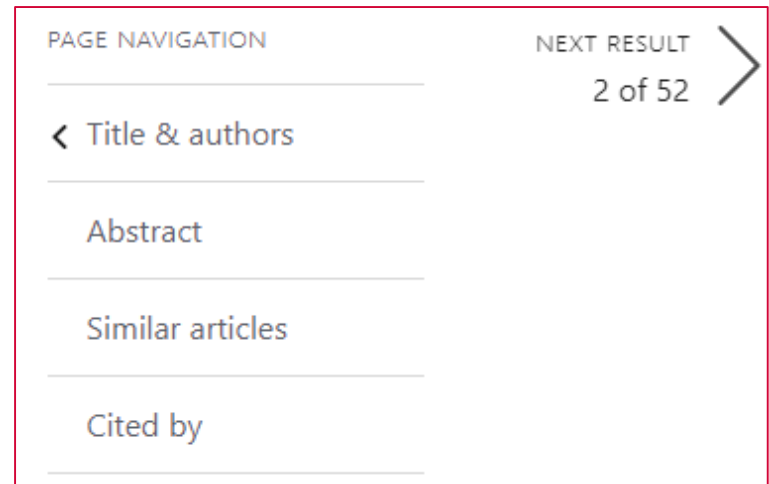 PAGE NAVIGATION
Title & authors
Abstract
Similar articles
Cited by
NEXT RESULT
2 of 52